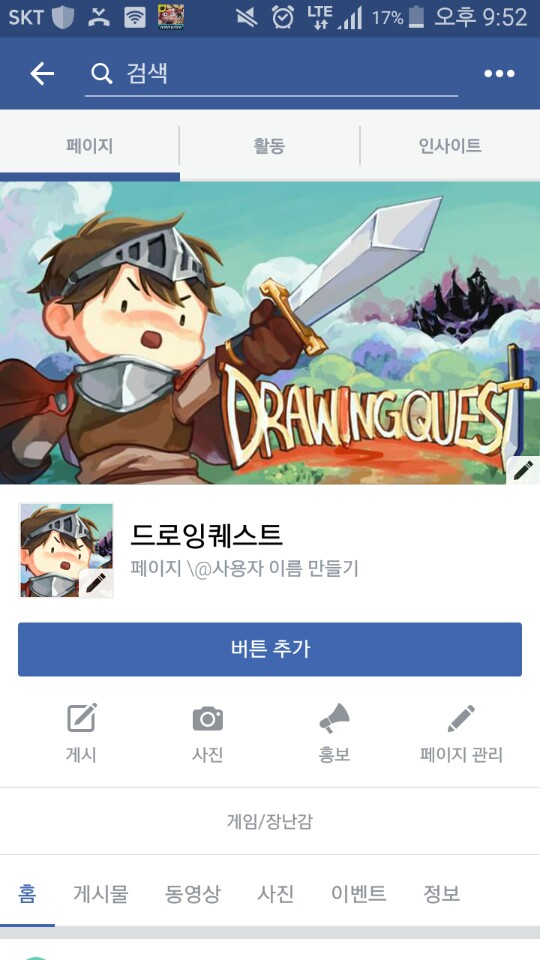 SKT LTE 17% 오후 9:52
검색
페이지 활동 인사이트
DRAWINGQUEST
드로잉퀘스트
페이지 \@사용자 이름 만들기
버튼 추가
게시 사진 홍보 페이지 관리
게임/장난감
홈 게시물 동영상 사진 이벤트 정보